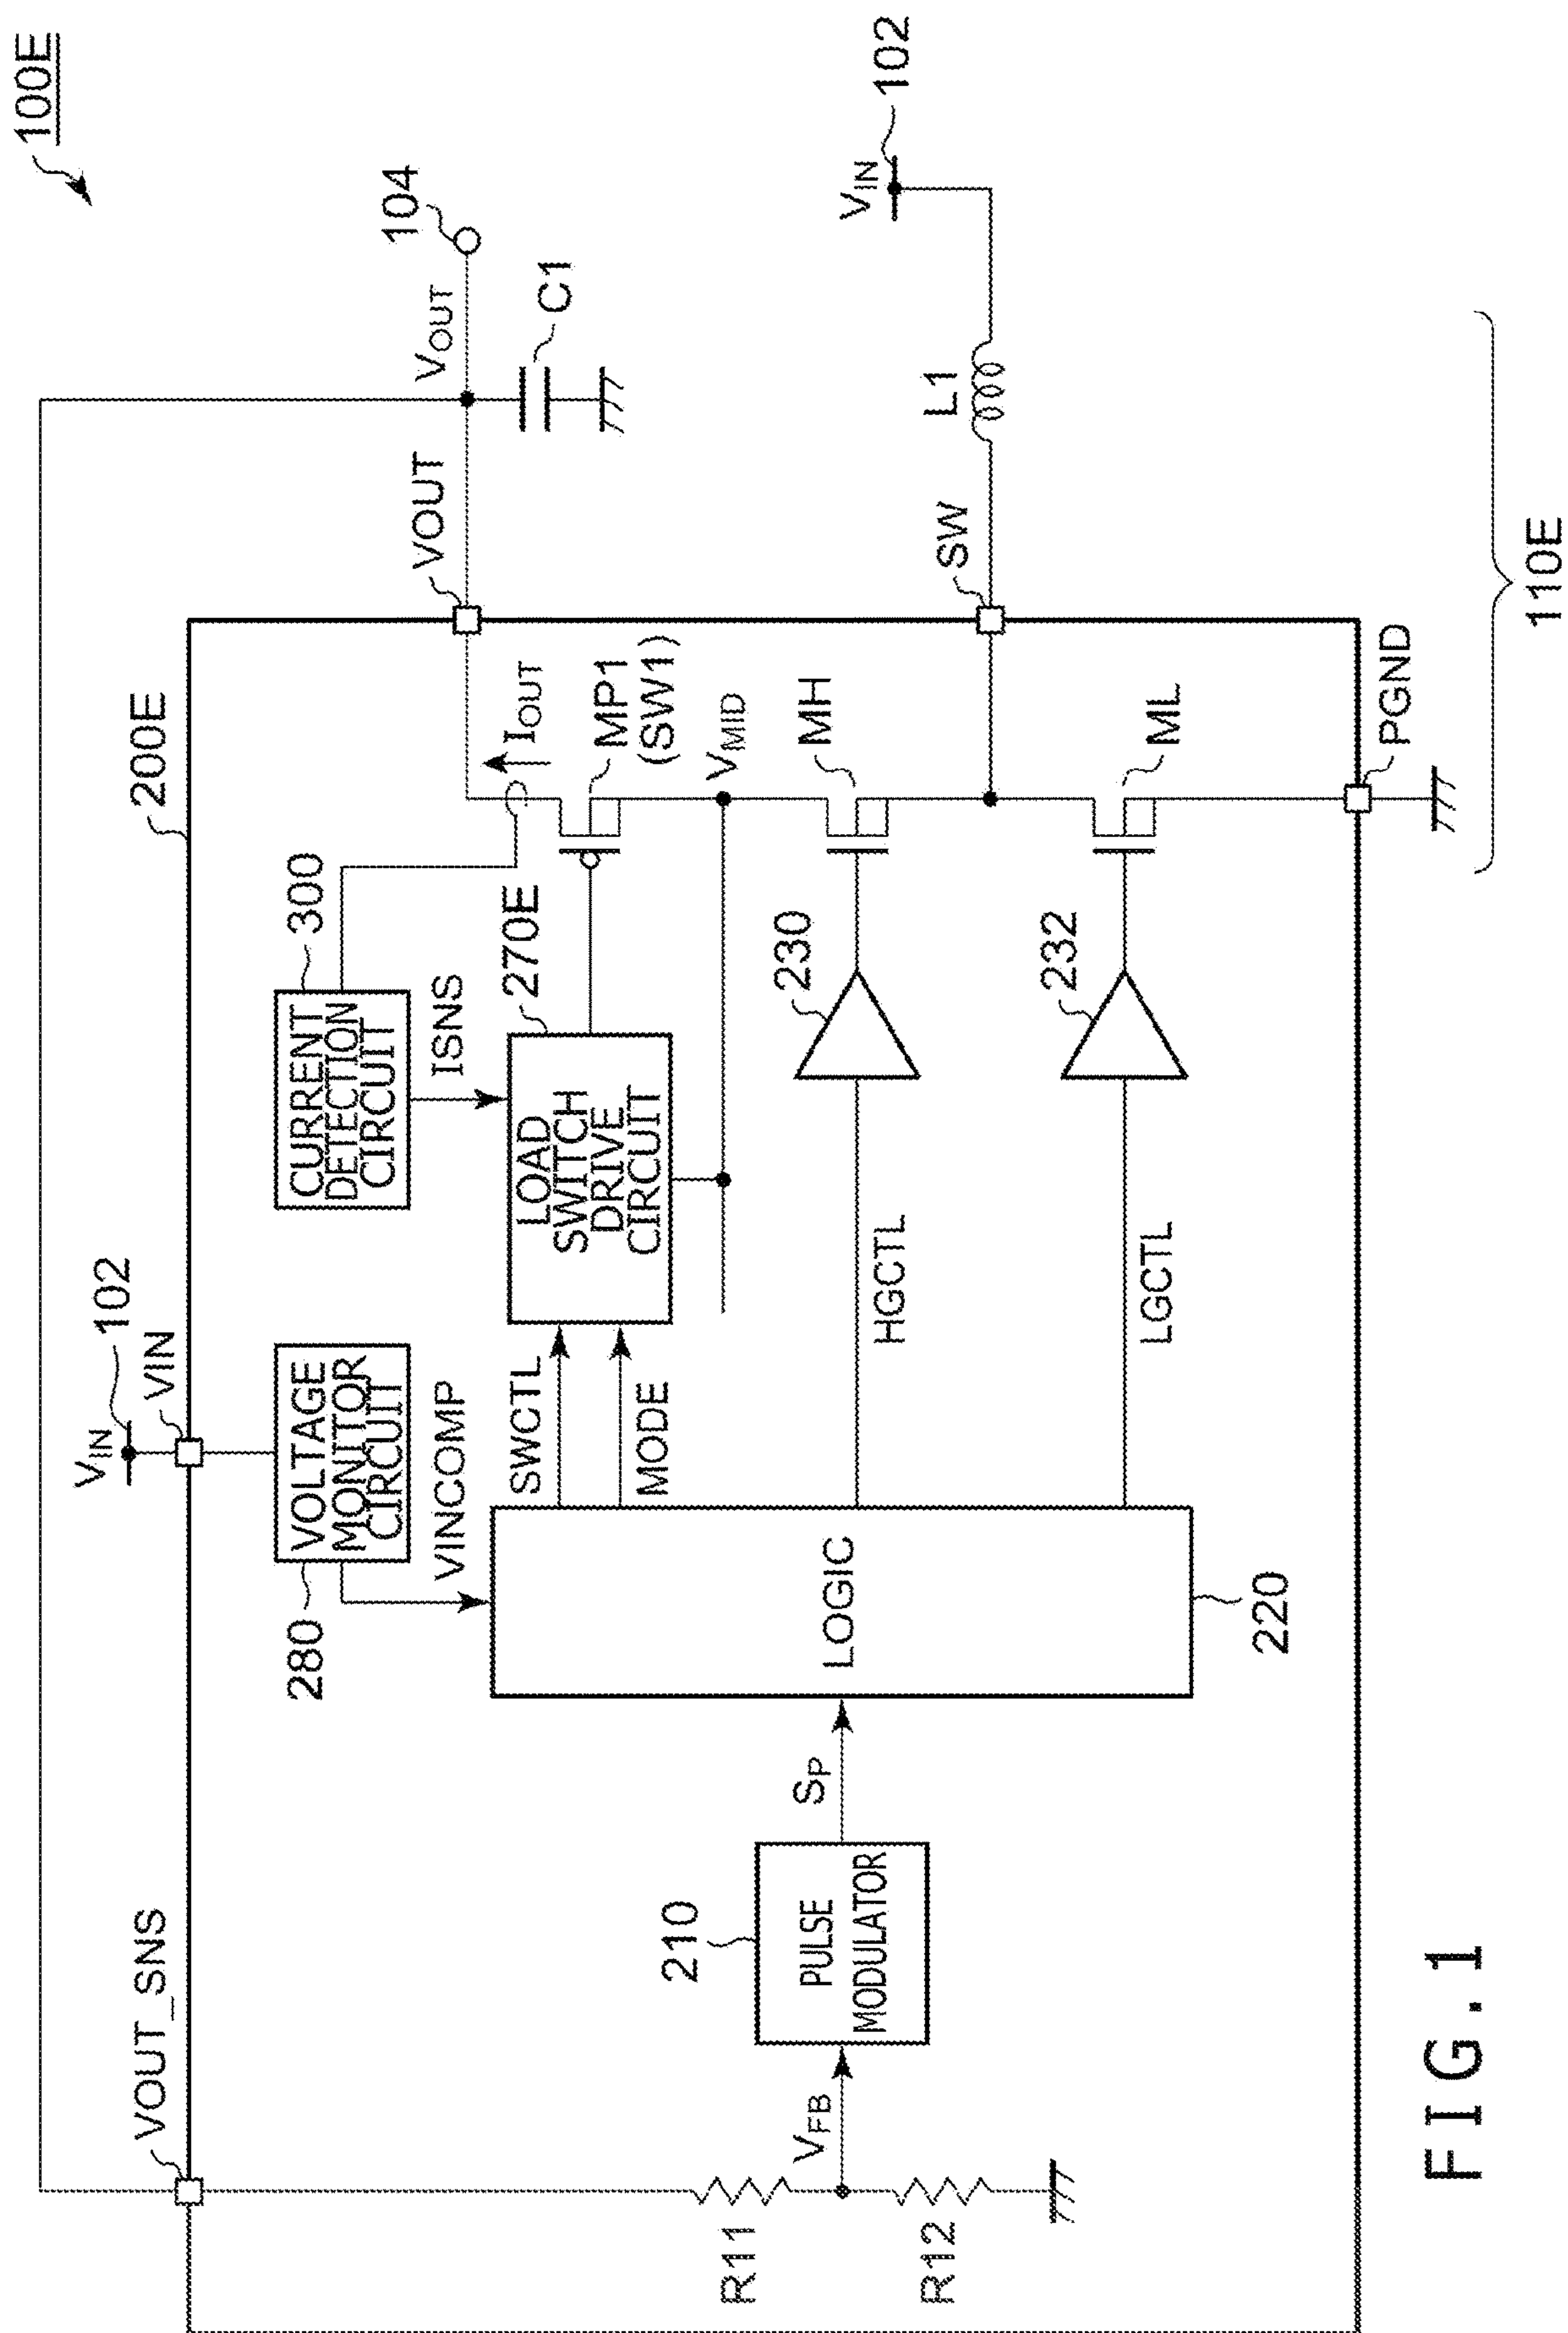 100E
200E
VOUT_SNS
VIN
102
VIN
280
VOLTAGE
MONITOR
CIRCUIT
VINCOMP
CURRENT
DETECTION
CIRCUIT
300
ISNS
270E
LOAD
SWITCH
DRIVE
CIRCUIT
SWCTL
MODE
IOUT
MP1
(SW1)
VMID
VOUT
VOUT
104
C1
R11
R12
VFB
210
PULSE
MODULATOR
SP
LOGIC
220
HGCTL
230
MH
LGCTL
232
ML
SW
L1
VIN
102
PGND
110E
FIG.1